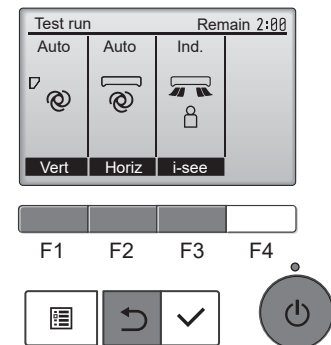 Test run Remain 2:00
Auto Auto Ind.
Vert Horiz i-see
F1 F2 F3 F4